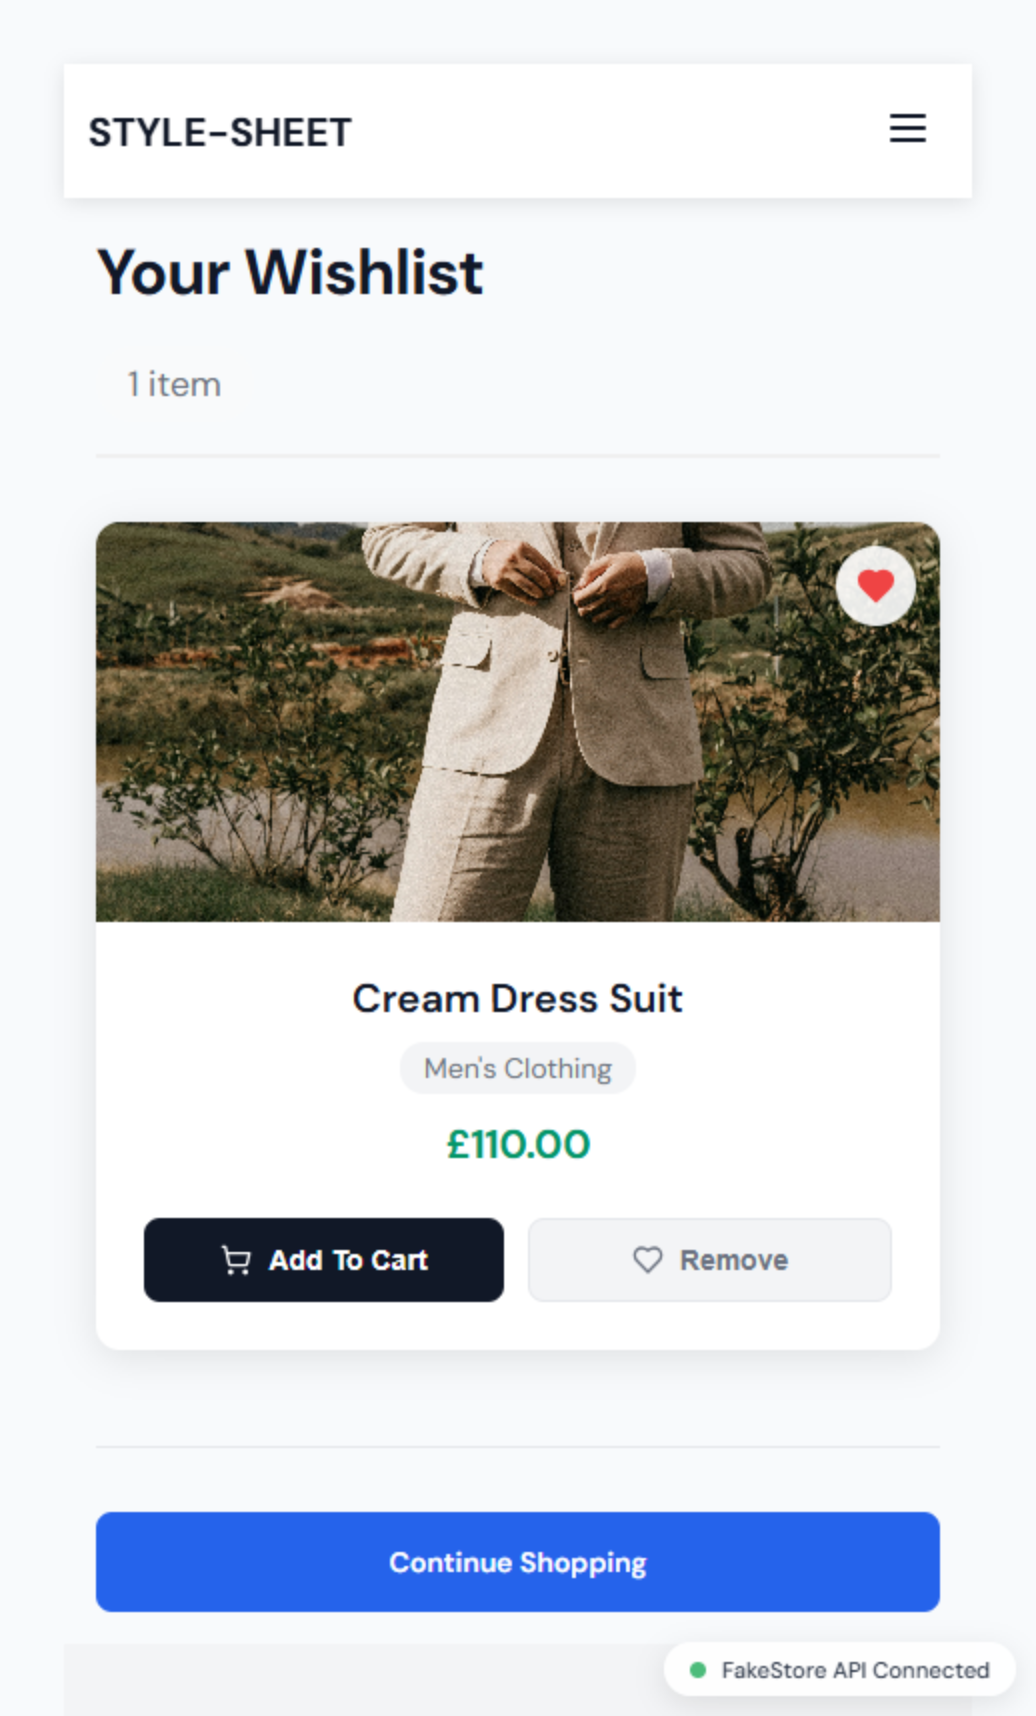 STYLE-SHEET
Your Wishlist
1 item
Cream Dress Suit
Men's Clothing
£110.00
Add To Cart
Remove
Continue Shopping
FakeStore API Connected